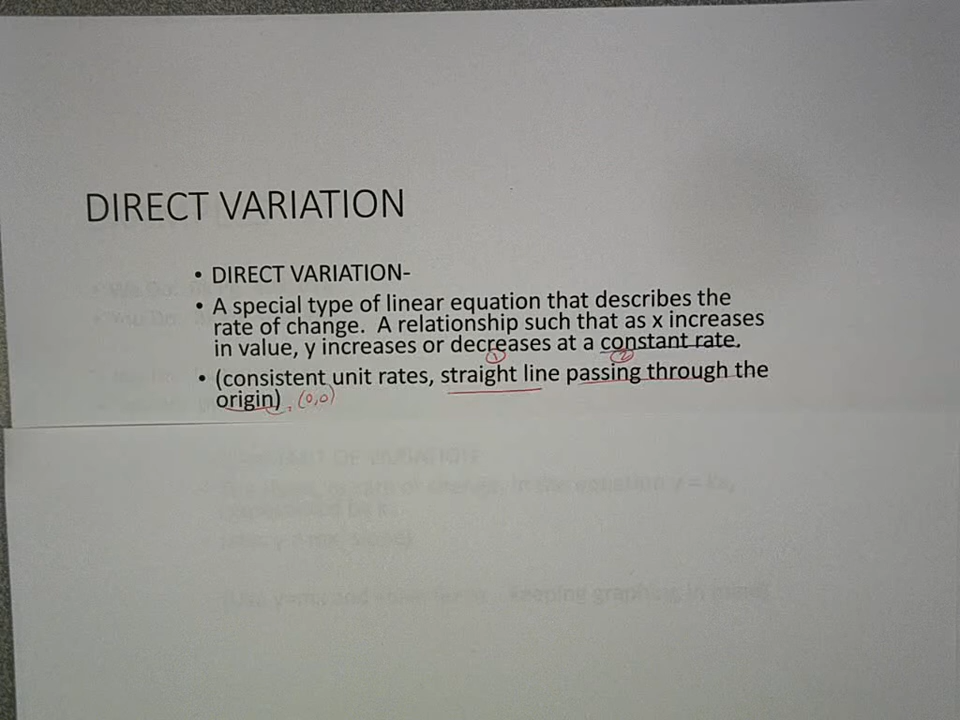 DIRECT VARIATION
• DIRECT VARIATION-
• A special type of linear equation that describes the
rate of change. A relationship such that as x increases
in value, y increases or decreases at a constant rate.
① ②
• (consistent unit rates, straight line passing through the
origin), (0,0)